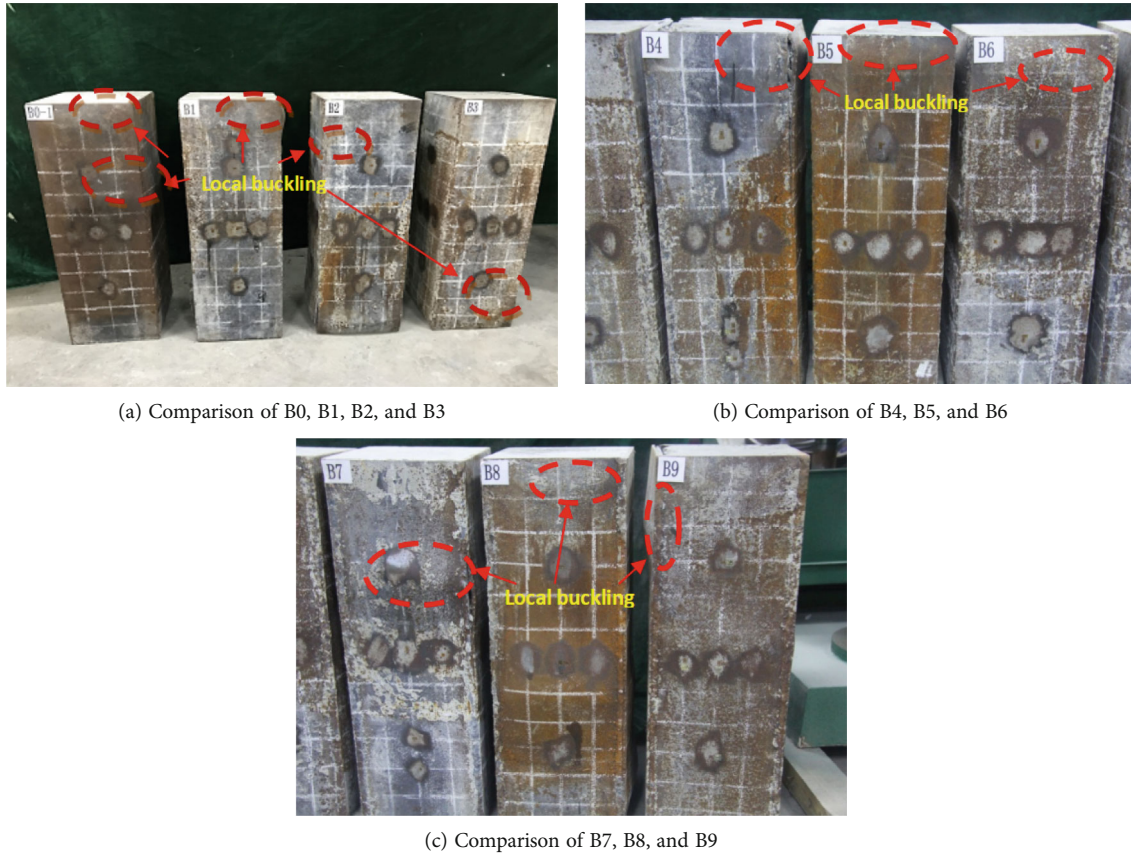 B0-1
B1
B2
B3
Local buckling
(a) Comparison of B0, B1, B2, and B3
B4
B5
B6
Local buckling
(b) Comparison of B4, B5, and B6
B7
B8
B9
Local buckling
(c) Comparison of B7, B8, and B9